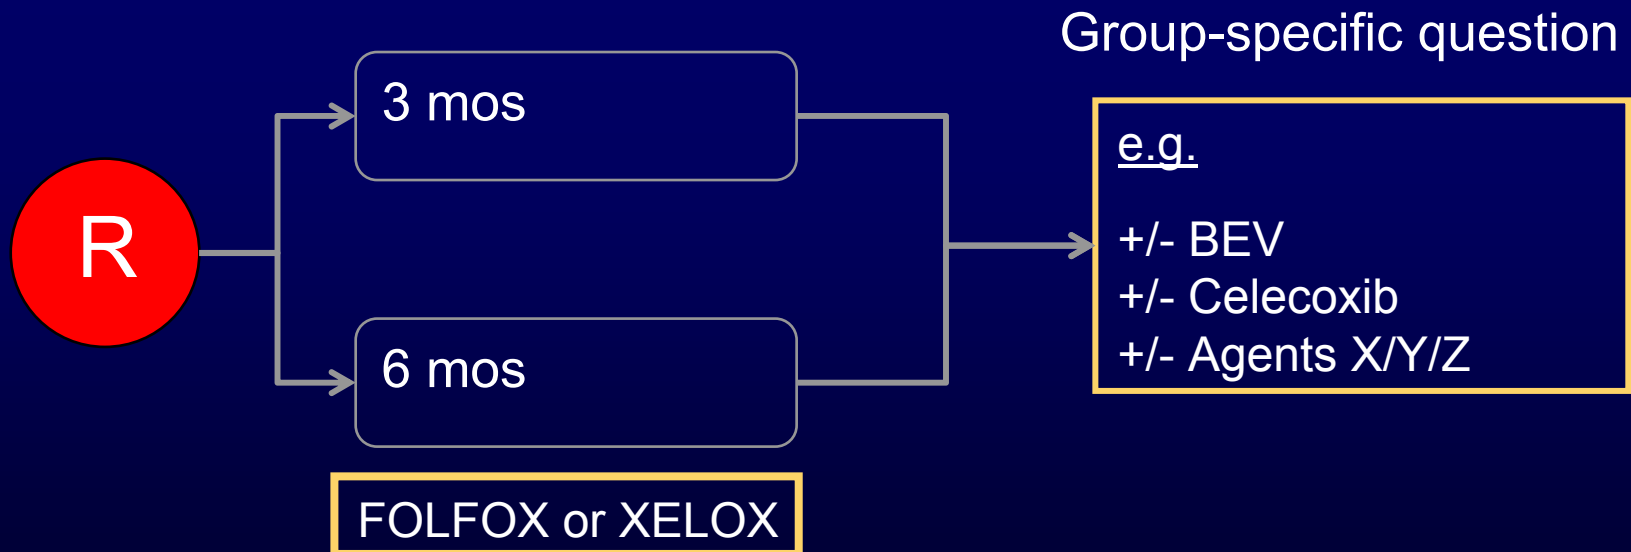 Group-specific question
R
3 mos
6 mos
FOLFOX or XELOX
e.g.
+/- BEV
+/- Celecoxib
+/- Agents X/Y/Z